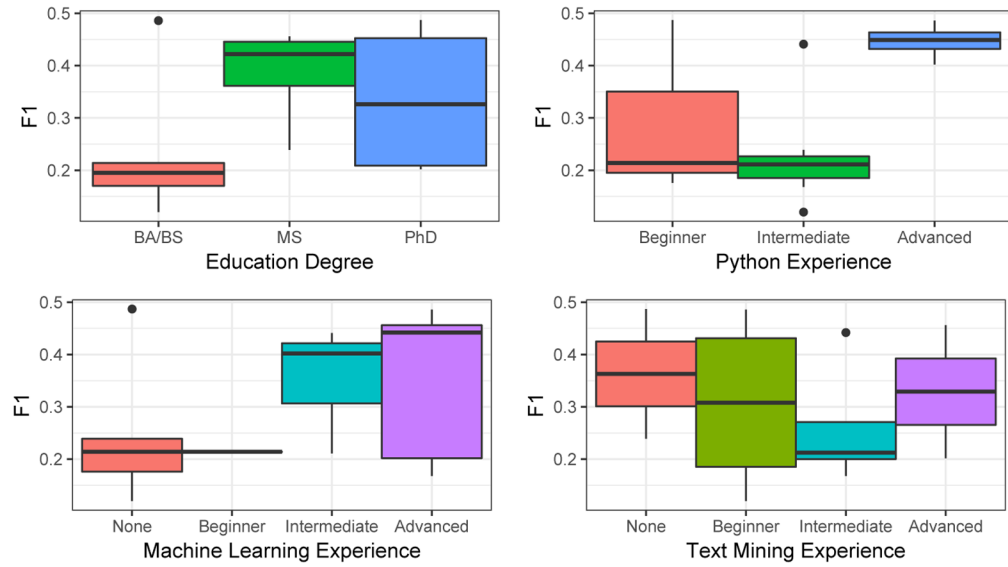 0.5
0.4
0.3
0.2
F1
BA/BS MS PhD
Education Degree
0.5
0.4
0.3
0.2
F1
Beginner Intermediate Advanced
Python Experience
0.5
0.4
0.3
0.2
F1
None Beginner Intermediate Advanced
Machine Learning Experience
0.5
0.4
0.3
0.2
F1
None Beginner Intermediate Advanced
Text Mining Experience